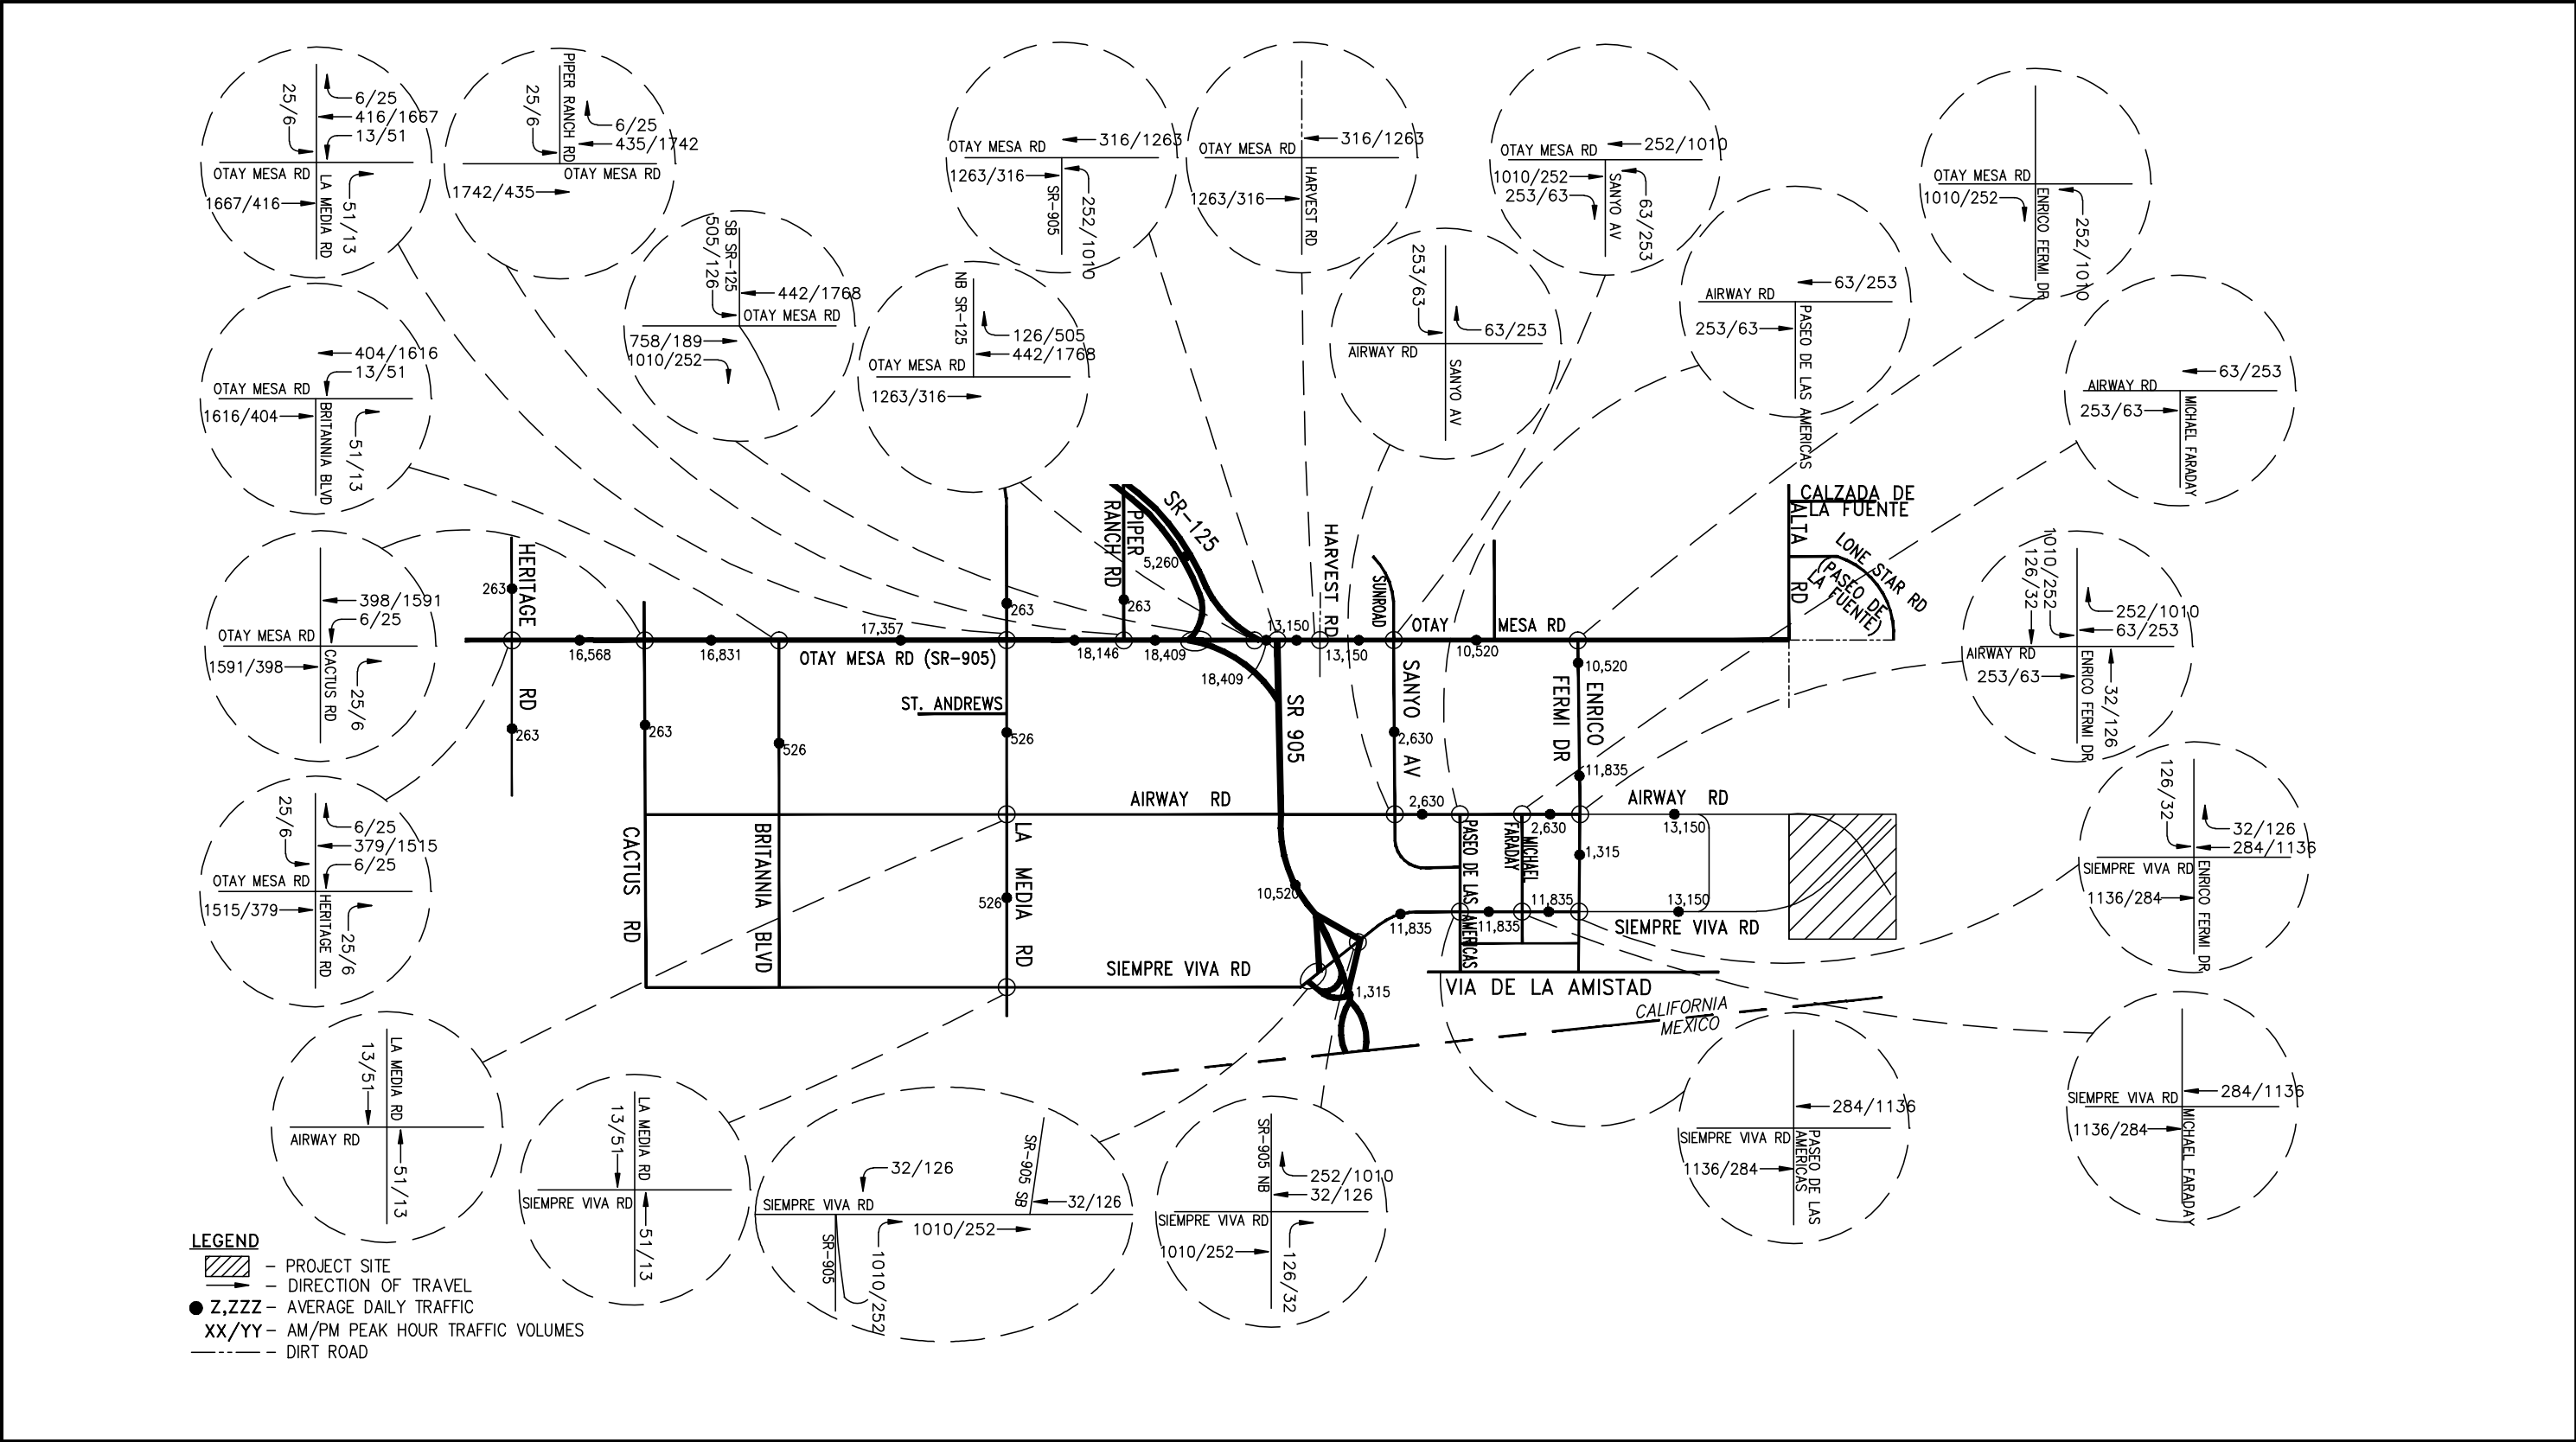 25/6
6/25
416/1667
13/51
OTAY MESA RD
1667/416
LA MEDIA RD
51/13
PIPER RANCH RD
25/6
6/25
435/1742
OTAY MESA RD
1742/435
SB SR-125
505/126
442/1768
OTAY MESA RD
758/189
1010/252
NB SR-125
126/505
442/1768
OTAY MESA RD
1263/316
316/1263
OTAY MESA RD
1263/316
SR-905
252/1010
316/1263
OTAY MESA RD
1263/316
HARVEST RD
252/1010
OTAY MESA RD
1010/252
253/63
SANYO AV
63/253
253/63
63/253
AIRWAY RD
SANYO AV
63/253
AIRWAY RD
253/63
PASEO DE LAS AMERICAS
OTAY MESA RD
1010/252
ENRICO FERMI DR
252/1010
63/253
AIRWAY RD
253/63
MICHAEL FARADAY
404/1616
13/51
OTAY MESA RD
1616/404
BRITANNIA BLVD
51/13
398/1591
6/25
OTAY MESA RD
1591/398
CACTUS RD
25/6
25/6
6/25
379/1515
6/25
OTAY MESA RD
1515/379
HERITAGE RD
25/6
1010/252
126/32
252/1010
63/253
AIRWAY RD
253/63
ENRICO FERMI DR
32/126
126/32
32/126
284/1136
SIEMPRE VIVA RD
1136/284
ENRICO FERMI DR
HERITAGE
RD
263
263
16,568
263
16,831
526
17,357
OTAY MESA RD (SR-905)
ST. ANDREWS
263
526
526
18,146
PIPER
RANCH RD
263
18,409
5,260
SR-125
18,409
13,150
HARVEST RD
13,150
SUNROAD
OTAY
MESA RD
10,520
CALZADA DE
LA FUENTE
ALTA
RD
LONE STAR RD
(PASEO DE
LA FUENTE)
SR 905
SANYO
AV
2,630
10,520
ENRICO
FERMI DR
11,835
AIRWAY RD
2,630
2,630
AIRWAY RD
13,150
CACTUS RD
BRITANNIA BLVD
LA MEDIA RD
PASEO DE LAS AMERICAS
MICHAEL
FARADAY
1,315
10,520
11,835
11,835
11,835
13,150
SIEMPRE VIVA RD
SIEMPRE VIVA RD
1,315
VIA DE LA AMISTAD
CALIFORNIA
MEXICO
LA MEDIA RD
13/51
AIRWAY RD
51/13
LA MEDIA RD
13/51
SIEMPRE VIVA RD
51/13
32/126
SR-905 SB
32/126
SIEMPRE VIVA RD
1010/252
SR-905
1010/252
SR-905 NB
252/1010
32/126
SIEMPRE VIVA RD
1010/252
126/32
284/1136
SIEMPRE VIVA RD
1136/284
PASEO DE LAS
AMERICAS
284/1136
SIEMPRE VIVA RD
1136/284
MICHAEL FARADAY
LEGEND
- PROJECT SITE
- DIRECTION OF TRAVEL
Z,ZZZ - AVERAGE DAILY TRAFFIC
XX/YY - AM/PM PEAK HOUR TRAFFIC VOLUMES
- DIRT ROAD